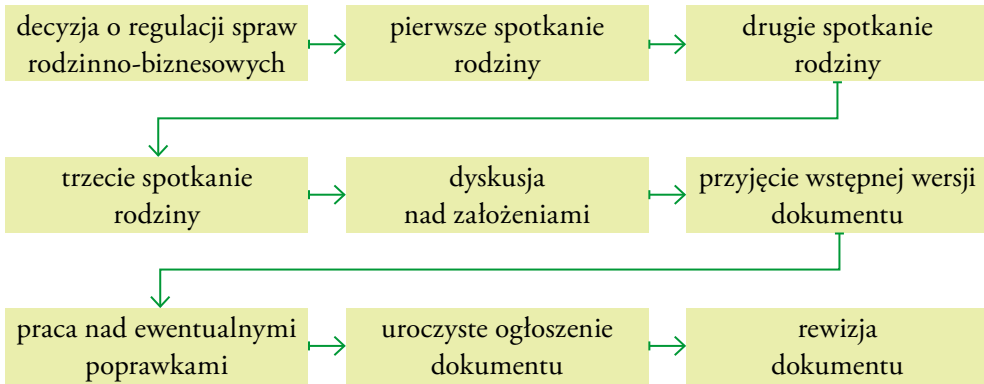 decyzja o regulacji spraw
rodzinno-biznesowych
pierwsze spotkanie
rodziny
drugie spotkanie
rodziny
trzecie spotkanie
rodziny
dyskusja
nad założeniami
przyjęcie wstępnej wersji
dokumentu
praca nad ewentualnymi
poprawkami
uroczyste ogłoszenie
dokumentu
rewizja
dokumentu